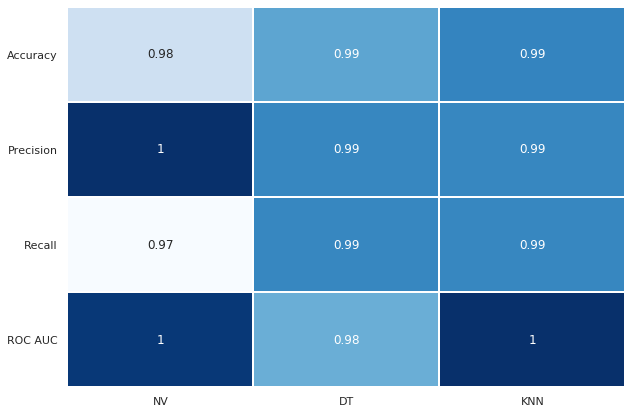 Accuracy 0.98 0.99 0.99
Precision 1 0.99 0.99
Recall 0.97 0.99 0.99
ROC AUC 1 0.98 1
NV DT KNN